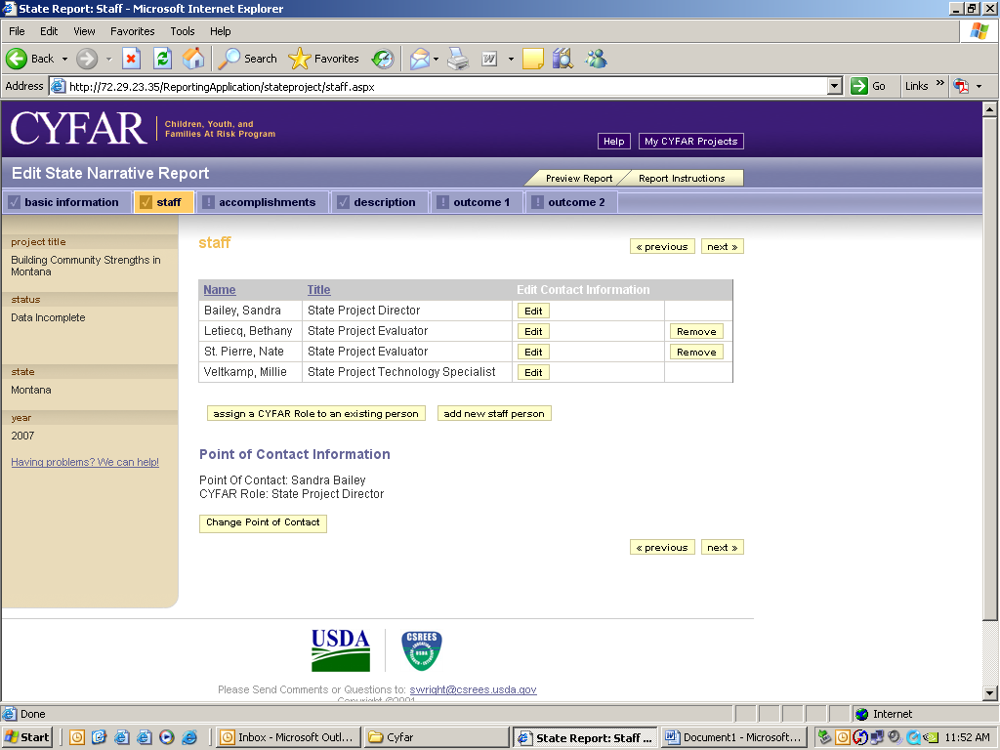 State Report: Staff - Microsoft Internet Explorer
File Edit View Favorites Tools Help
Back Search Favorites
Address http://72.29.23.35/ReportingApplication/stateproject/staff.aspx Go Links »
CYFAR Children, Youth, and
Families At Risk Program
Help My CYFAR Projects
Edit State Narrative Report
Preview Report Report Instructions
basic information staff ! accomplishments description ! outcome 1 ! outcome 2
project title
Building Community Strengths in
Montana
status
Data Incomplete
state
Montana
year
2007
Having problems? We can help!
staff
« previous next »
Name Title Edit Contact Information
Bailey, Sandra State Project Director Edit
Letiecq, Bethany State Project Evaluator Edit Remove
St. Pierre, Nate State Project Evaluator Edit Remove
Veltkamp, Millie State Project Technology Specialist Edit
assign a CYFAR Role to an existing person add new staff person
Point of Contact Information
Point Of Contact: Sandra Bailey
CYFAR Role: State Project Director
Change Point of Contact
« previous next »
USDA CSREES
USDA
Please Send Comments or Questions to: swright@csrees.usda.gov
Copyright ©2001
Done Internet
Start Inbox - Microsoft Outl... Cyfar State Report: Staff ... Document1 - Microsoft... 11:52 AM